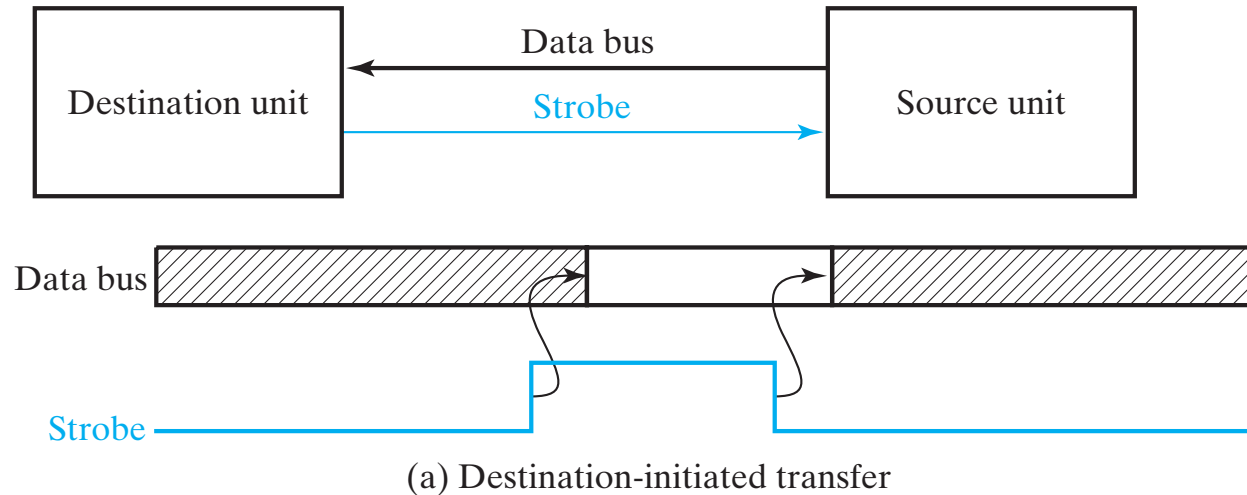 Data bus
Destination unit
Strobe
Source unit
Data bus
Strobe
(a) Destination-initiated transfer